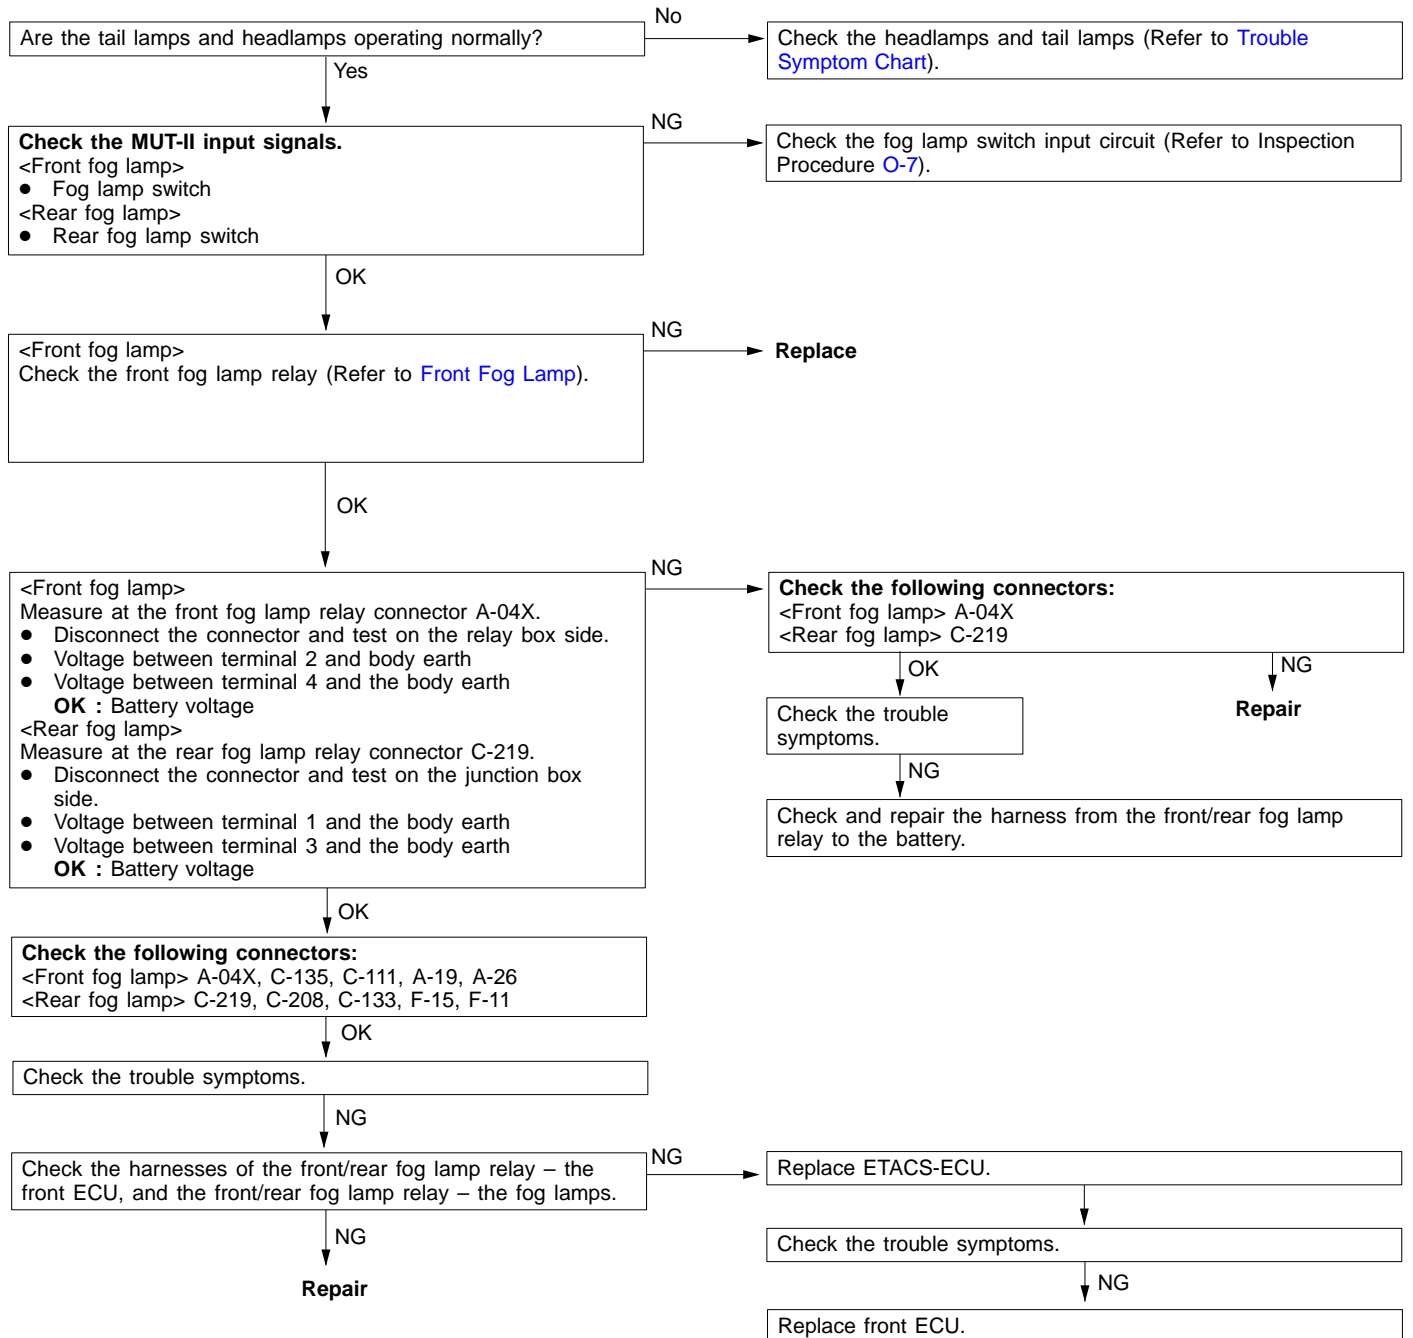 Are the tail lamps and headlamps operating normally?
No
Check the headlamps and tail lamps (Refer to Trouble
Symptom Chart).
Yes
Check the MUT-II input signals.
<Front fog lamp>
● Fog lamp switch
<Rear fog lamp>
● Rear fog lamp switch
NG
Check the fog lamp switch input circuit (Refer to Inspection
Procedure O-7).
OK
<Front fog lamp>
Check the front fog lamp relay (Refer to Front Fog Lamp).
NG
Replace
OK
<Front fog lamp>
Measure at the front fog lamp relay connector A-04X.
● Disconnect the connector and test on the relay box side.
● Voltage between terminal 2 and body earth
● Voltage between terminal 4 and the body earth
OK : Battery voltage
<Rear fog lamp>
Measure at the rear fog lamp relay connector C-219.
● Disconnect the connector and test on the junction box
side.
● Voltage between terminal 1 and the body earth
● Voltage between terminal 3 and the body earth
OK : Battery voltage
NG
Check the following connectors:
<Front fog lamp> A-04X
<Rear fog lamp> C-219
OK
NG
Check the trouble
symptoms.
Repair
NG
Check and repair the harness from the front/rear fog lamp
relay to the battery.
OK
Check the following connectors:
<Front fog lamp> A-04X, C-135, C-111, A-19, A-26
<Rear fog lamp> C-219, C-208, C-133, F-15, F-11
OK
Check the trouble symptoms.
NG
Check the harnesses of the front/rear fog lamp relay – the
front ECU, and the front/rear fog lamp relay – the fog lamps.
NG
Replace ETACS-ECU.
NG
Repair
Check the trouble symptoms.
NG
Replace front ECU.